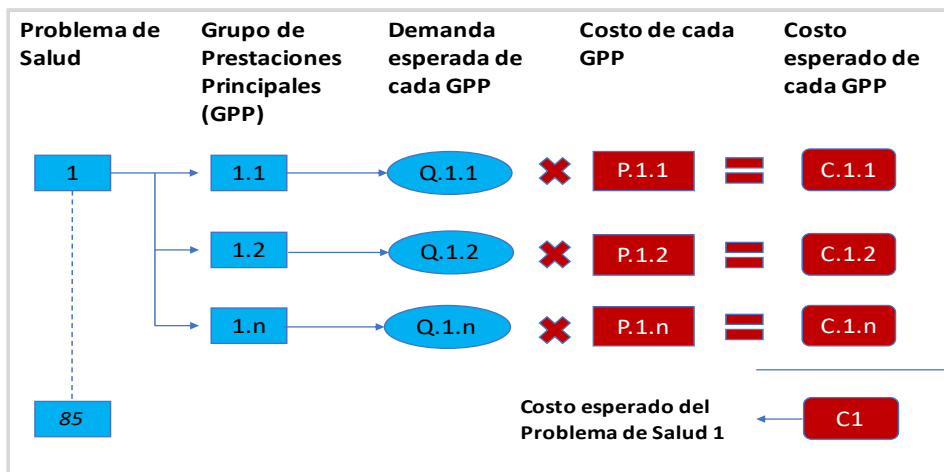 Problema de
Salud
Grupo de
Prestaciones
Principales
(GPP)
Demanda
esperada de
cada GPP
Costo de cada
GPP
Costo
esperado de
cada GPP
1
1.1
Q.1.1
P.1.1
C.1.1
1.2
Q.1.2
P.1.2
C.1.2
1.n
Q.1.n
P.1.n
C.1.n
85
Costo esperado del
Problema de Salud 1
C1